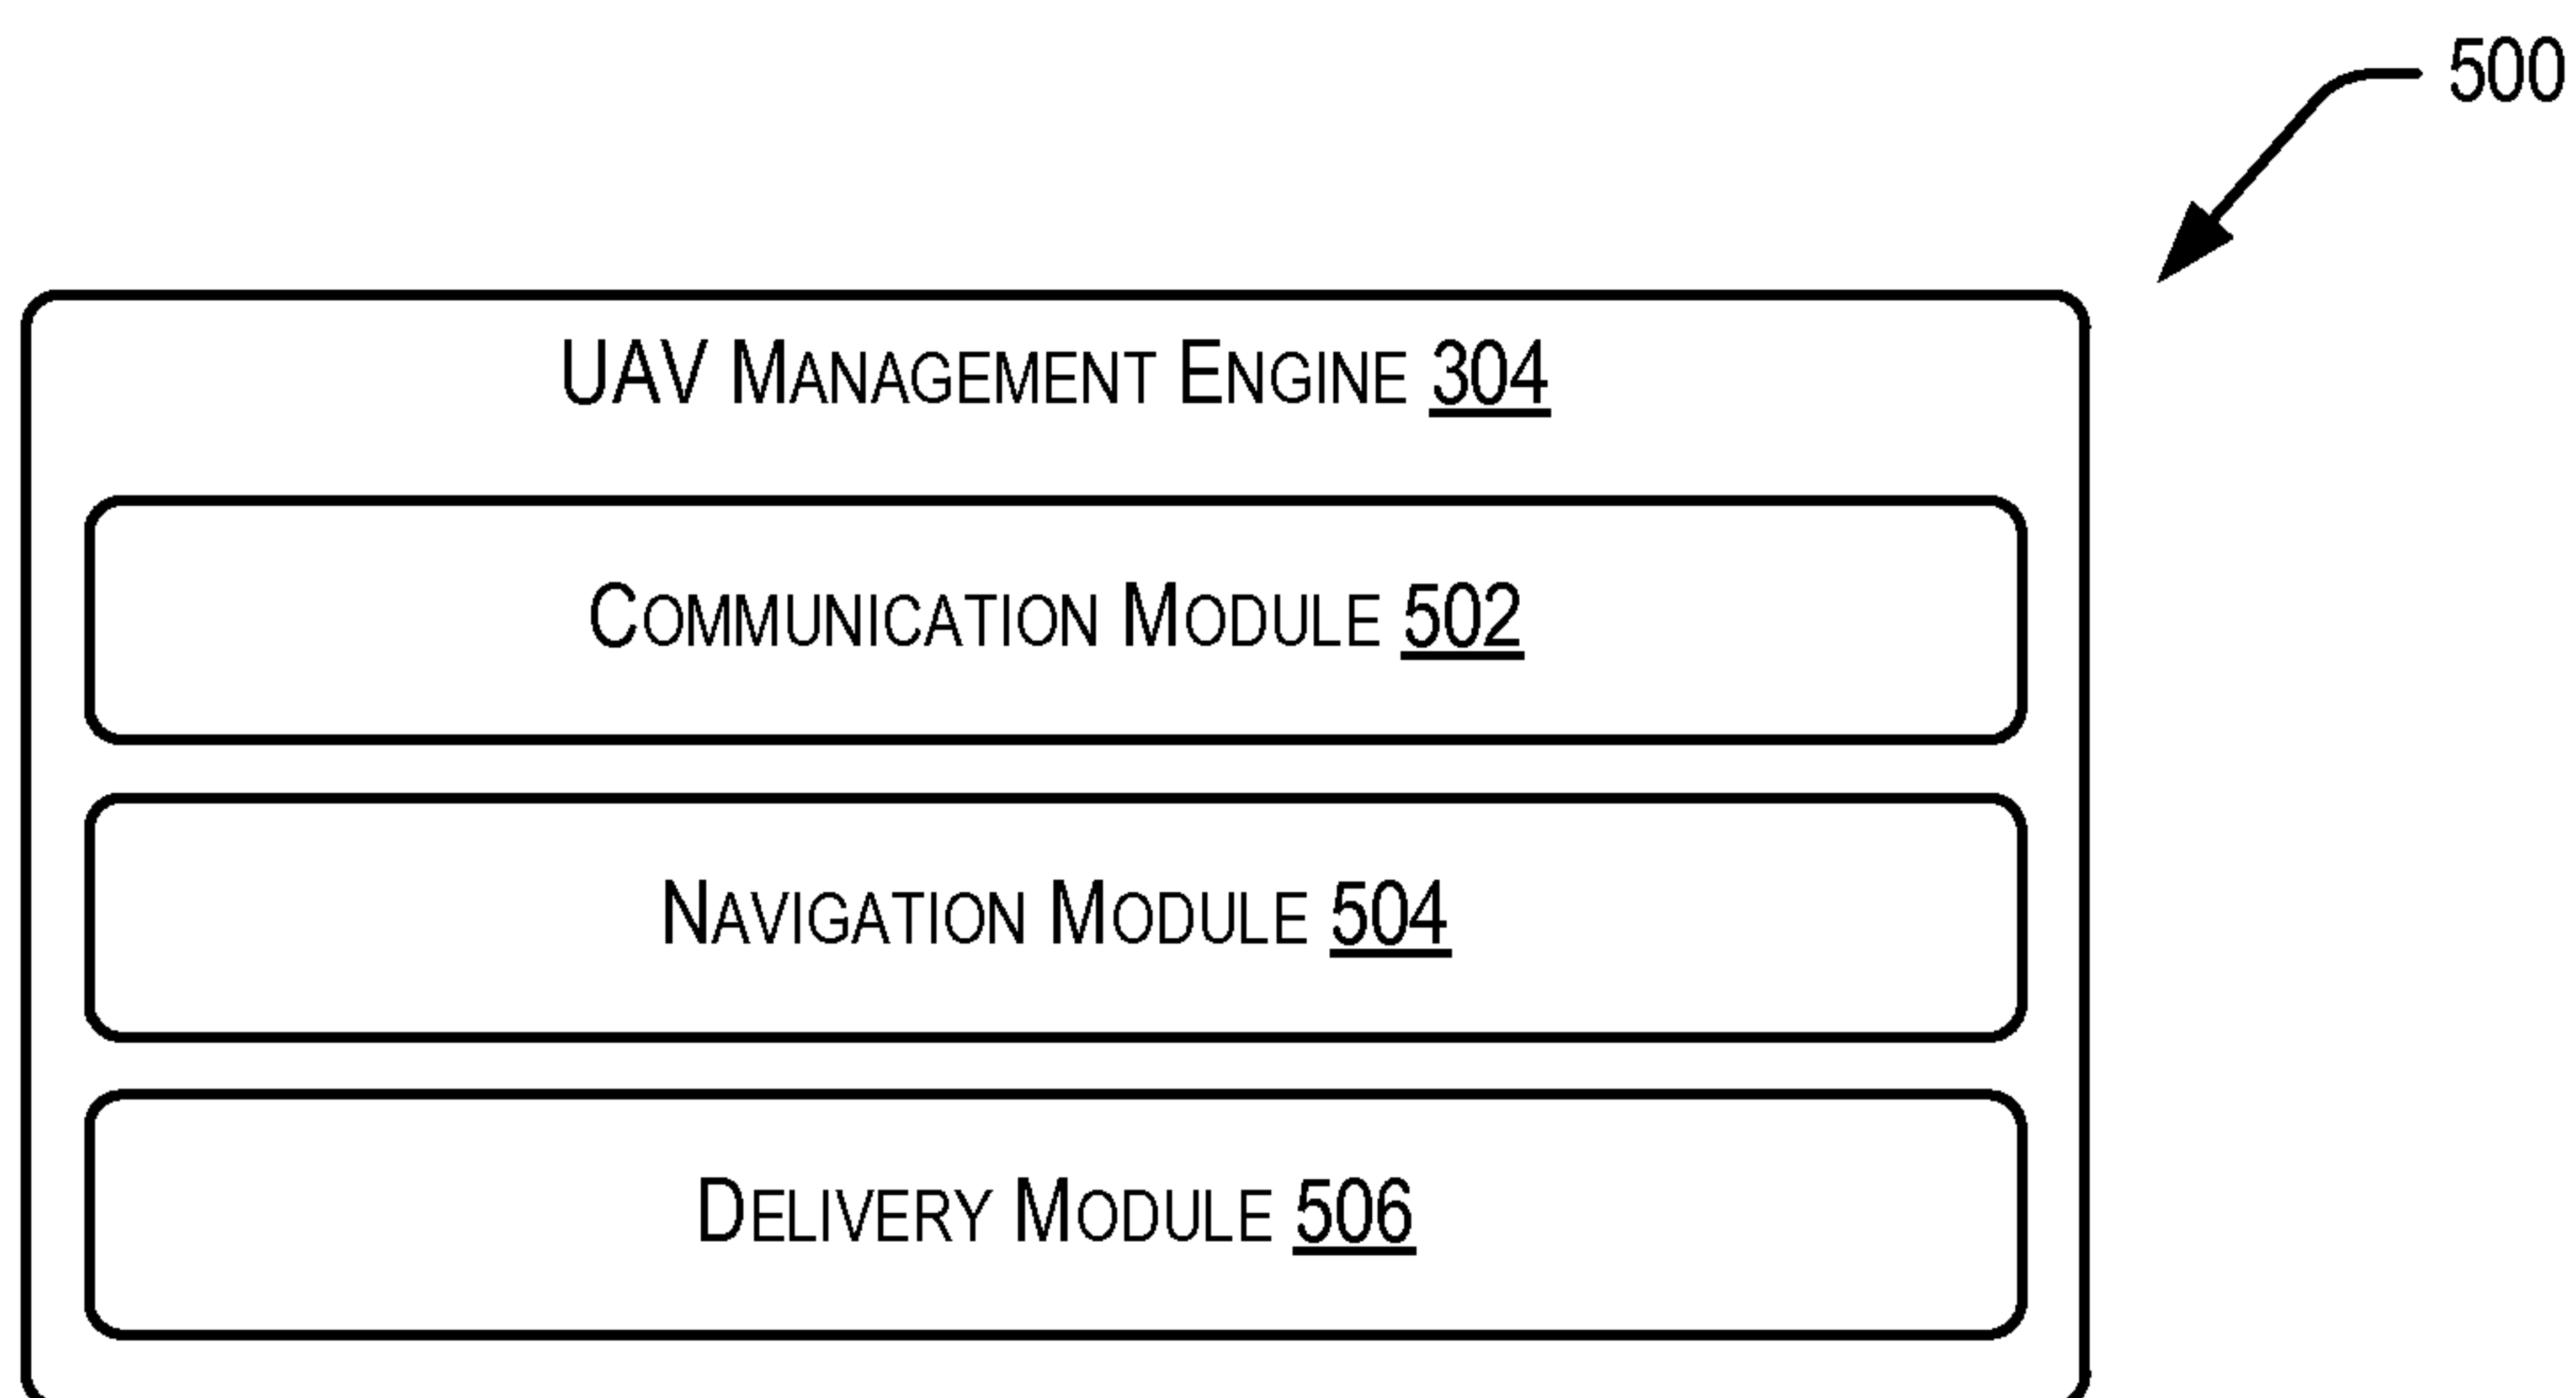 500
UAV MANAGEMENT ENGINE 304
COMMUNICATION MODULE 502
NAVIGATION MODULE 504
DELIVERY MODULE 506